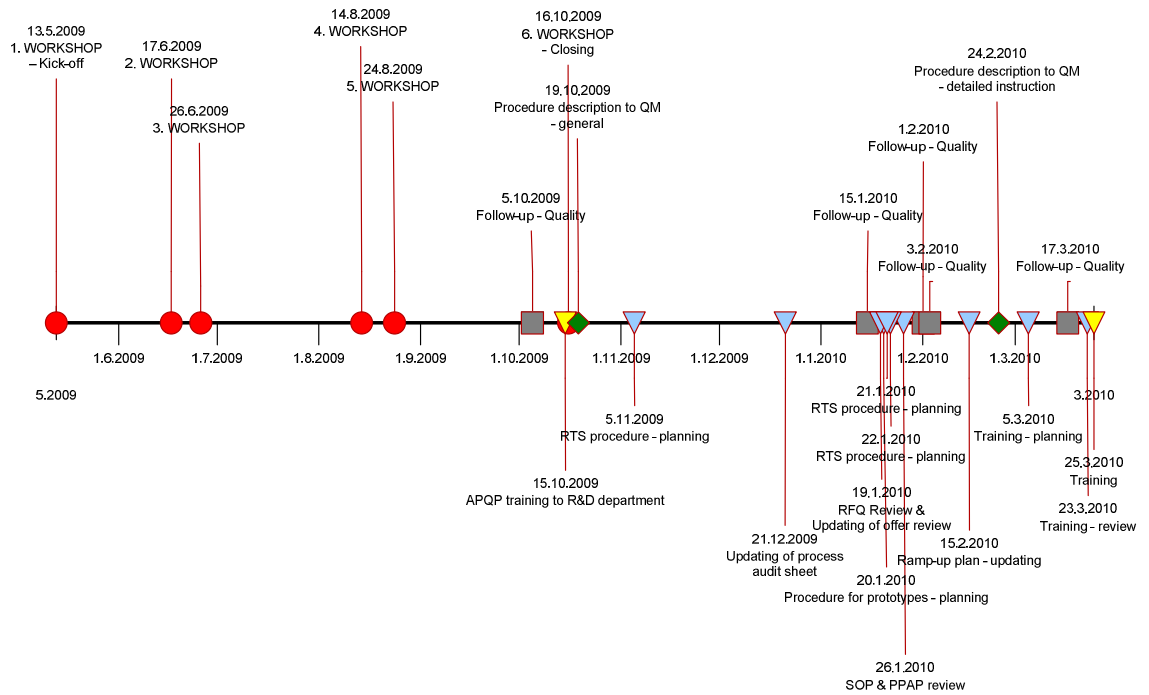 13.5.2009
1. WORKSHOP
– Kick-off
17.6.2009
2. WORKSHOP
26.6.2009
3. WORKSHOP
14.8.2009
4. WORKSHOP
24.8.2009
5. WORKSHOP
16.10.2009
6. WORKSHOP
- Closing
19.10.2009
Procedure description to QM
- general
5.10.2009
Follow-up - Quality
24.2.2010
Procedure description to QM
- detailed instruction
1.2.2010
Follow-up - Quality
15.1.2010
Follow-up - Quality
3.2.2010
Follow-up - Quality
17.3.2010
Follow-up - Quality
1.6.2009
1.7.2009
1.8.2009
1.9.2009
1.10.2009
1.11.2009
1.12.2009
1.1.2010
1.2.2010
1.3.2010
5.2009
3.2010
21.1.2010
RTS procedure - planning
5.11.2009
RTS procedure - planning
5.3.2010
Training - planning
22.1.2010
RTS procedure - planning
25.3.2010
Training
15.10.2009
APQP training to R&D department
19.1.2010
RFQ Review &
Updating of offer review
23.3.2010
Training - review
21.12.2009
Updating of process
audit sheet
15.2.2010
Ramp-up plan - updating
20.1.2010
Procedure for prototypes - planning
26.1.2010
SOP & PPAP review